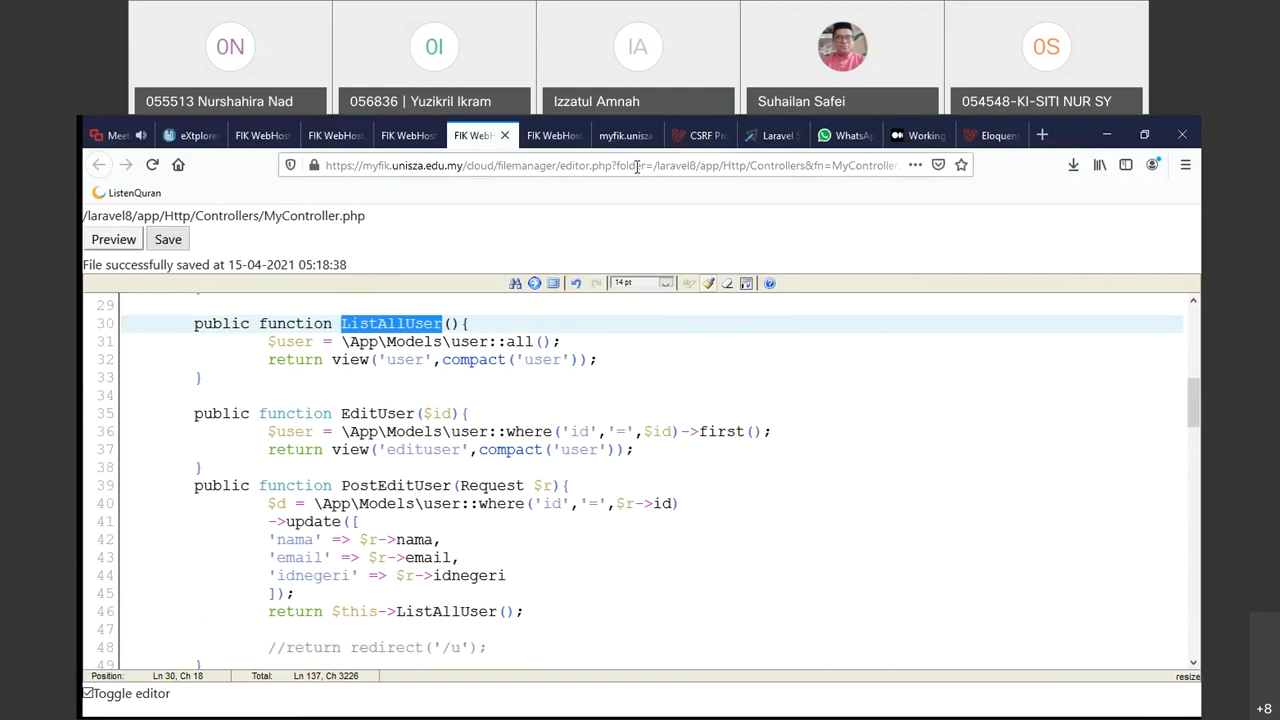 0N
0I
IA
0S
055513 Nurshahira Nad
056836 | Yuzikril Ikram
Izzatul Amnah
Suhailan Safei
054548-KI-SITI NUR SY
Meet
eXplore
FIK WebHost
FIK WebHost
FIK WebHost
FIK WebH
FIK WebHost
myfik.unisza
CSRF Pr
Laravel
WhatsA
Working
Eloquent
https://myfik.unisza.edu.my/cloud/filemanager/editor.php?folder=/laravel8/app/Http/Controllers&fn=MyController
ListenQuran
/laravel8/app/Http/Controllers/MyController.php
Preview
Save
File successfully saved at 15-04-2021 05:18:38
14 pt
29
30 public function ListAllUser(){
31 $user = \App\Models\user::all();
32 return view('user',compact('user'));
33 }
34
35 public function EditUser($id){
36 $user = \App\Models\user::where('id','=',$id)->first();
37 return view('edituser',compact('user'));
38 }
39 public function PostEditUser(Request $r){
40 $d = \App\Models\user::where('id','=',$r->id)
41 ->update([
42 'nama' => $r->nama,
43 'email' => $r->email,
44 'idnegeri' => $r->idnegeri
45 ]);
46 return $this->ListAllUser();
47
48 //return redirect('/u');
49 }
Position: Ln 30, Ch 18 Total: Ln 137, Ch 3226
resize
Toggle editor
+8